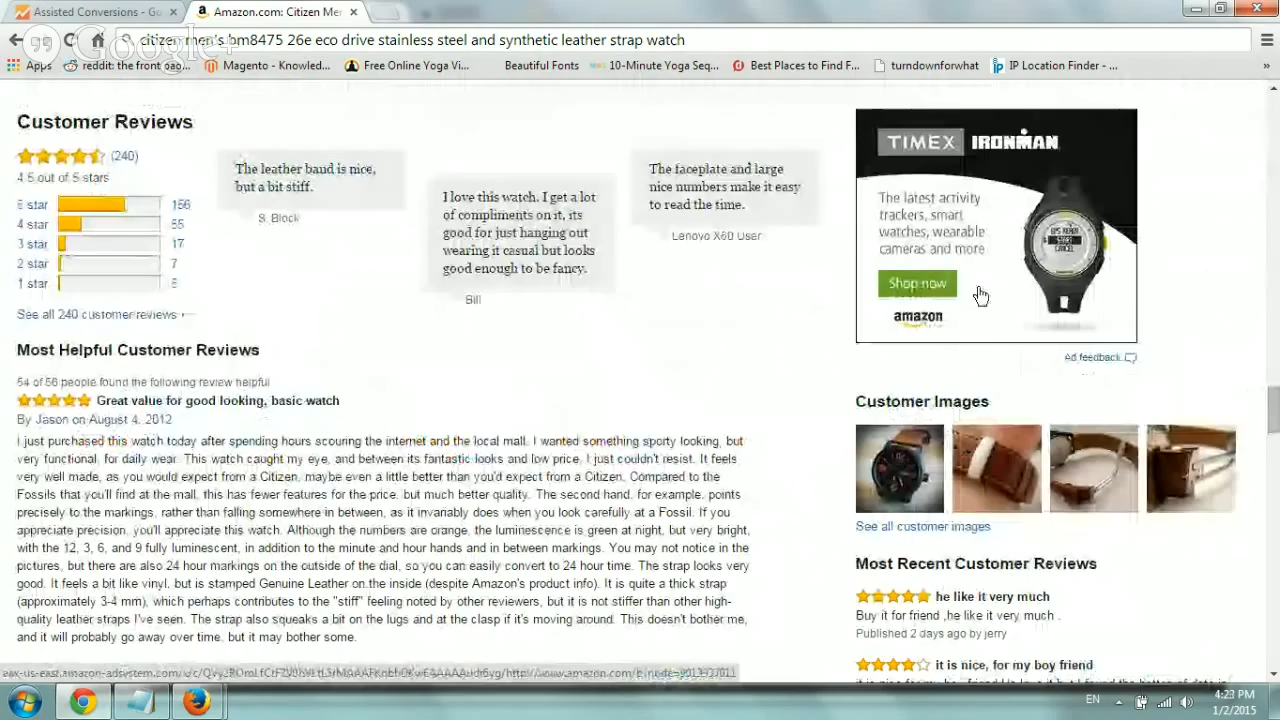 Assisted Conversions - Go
Amazon.com: Citizen Mer
Google+
citizen men's bm8475 26e eco drive stainless steel and synthetic leather strap watch
Apps
reddit: the front pag...
Magento - Knowled...
Free Online Yoga Vi...
Beautiful Fonts
10-Minute Yoga Seq...
Best Places to Find F...
turndownforwhat
IP Location Finder - ...
»
Customer Reviews
(240)
4.5 out of 5 stars
5 star 156
4 star 55
3 star 17
2 star 7
1 star
See all 240 customer reviews
The leather band is nice,
but a bit stiff.
S. Block
I love this watch. I get a lot
of compliments on it, its
good for just hanging out
wearing it casual but looks
good enough to be fancy.
Bill
The faceplate and large
nice numbers make it easy
to read the time.
Lenovo X60 User
Most Helpful Customer Reviews
54 of 56 people found the following review helpful
Great value for good looking, basic watch
By Jason on August 4, 2012
I just purchased this watch today after spending hours scouring the internet and the local mall. I wanted something sporty looking, but
very functional, for daily wear. This watch caught my eye, and between its fantastic looks and low price, I just couldn't resist. It feels
very well made, as you would expect from a Citizen, maybe even a little better than you'd expect from a Citizen. Compared to the
Fossils that you'll find at the mall, this has fewer features for the price, but much better quality. The second hand, for example, points
precisely to the markings, rather than falling somewhere in between, as it invariably does when you look carefully at a Fossil. If you
appreciate precision, you'll appreciate this watch. Although the numbers are orange, the luminescence is green at night, but very bright,
with the 12, 3, 6, and 9 fully luminescent, in addition to the minute and hour hands and in between markings. You may not notice in the
pictures, but there are also 24 hour markings on the outside of the dial, so you can easily convert to 24 hour time. The strap looks very
good. It feels a bit like vinyl, but is stamped Genuine Leather on the inside (despite Amazon's product info). It is quite a thick strap
(approximately 3-4 mm), which perhaps contributes to the "stiff" feeling noted by other reviewers, but it is not stiffer than other high-
quality leather straps I've seen. The strap also squeaks a bit on the lugs and at the clasp if it's moving around. This doesn't bother me,
and it will probably go away over time, but it may bother some.
TIMEX IRONMAN
The latest activity
trackers, smart
watches, wearable
cameras and more
Shop now
amazon
GPS READY
START
CANCEL
Ad feedback
Customer Images
See all customer images
Most Recent Customer Reviews
he like it very much
Buy it for friend ,he like it very much .
Published 2 days ago by jerry
it is nice, for my boy friend
EN
4:23 PM
1/2/2015